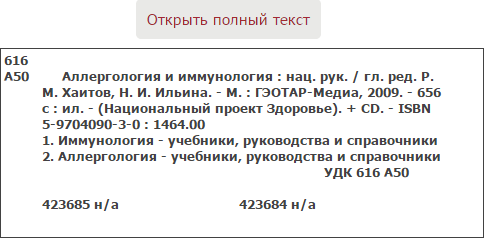 Открыть полный текст
616
А50 Аллергология и иммунология : нац. рук. / гл. ред. Р.
М. Хаитов, Н. И. Ильина. - М. : ГЭОТАР-Медиа, 2009. - 656
с : ил. - (Национальный проект Здоровье). + CD. - ISBN
5-9704090-3-0 : 1464.00
1. Иммунология - учебники, руководства и справочники
2. Аллергология - учебники, руководства и справочники
УДК 616 А50
423685 н/а 423684 н/а